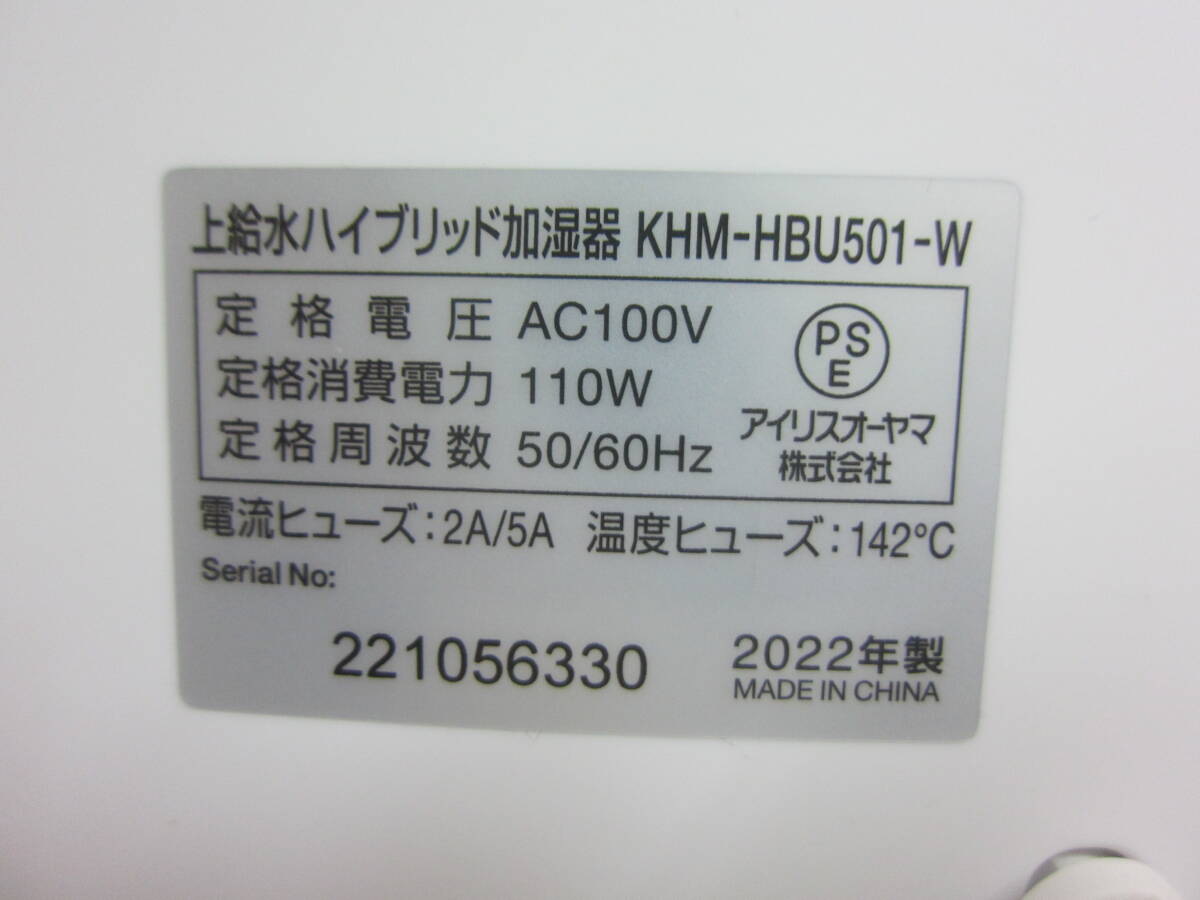 上給水ハイブリッド加湿器 KHM-HBU501-W
定格電圧 AC100V
定格消費電力 110W
定格周波数 50/60Hz
PS
E
アイリスオーヤマ
株式会社
電流ヒューズ:2A/5A 温度ヒューズ:142℃
Serial No:
221056330
2022年製
MADE IN CHINA